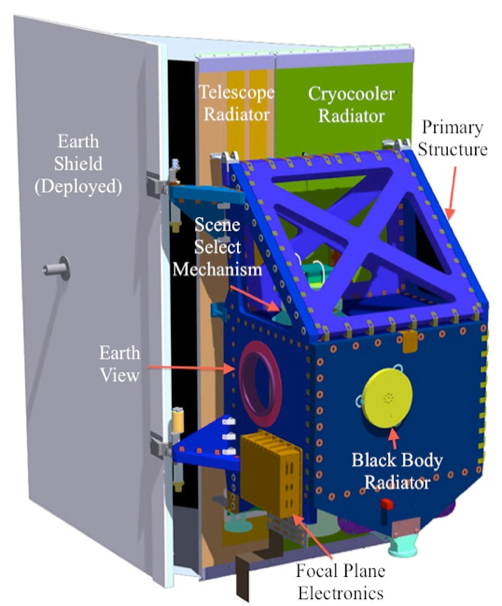 Telescope
Radiator
Cryocooler
Radiator
Earth
Shield
(Deployed)
Primary
Structure
Scene
Select
Mechanism
Earth
View
Black Body
Radiator
Focal Plane
Electronics